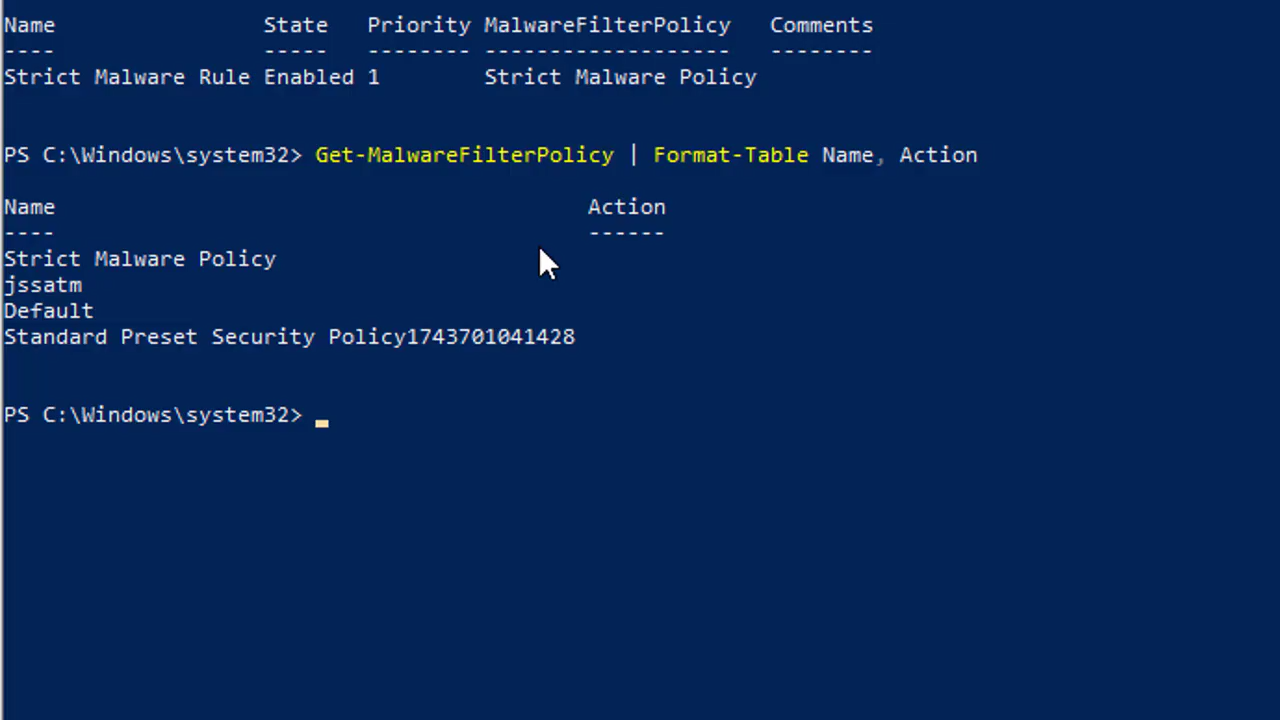 Name                State   Priority MalwareFilterPolicy   Comments
----                -----   -------- -------------------   --------
Strict Malware Rule Enabled 1        Strict Malware Policy
PS C:\Windows\system32> Get-MalwareFilterPolicy | Format-Table Name, Action
Name                                         Action
----                                         ------
Strict Malware Policy
jssatm
Default
Standard Preset Security Policy1743701041428
PS C:\Windows\system32>